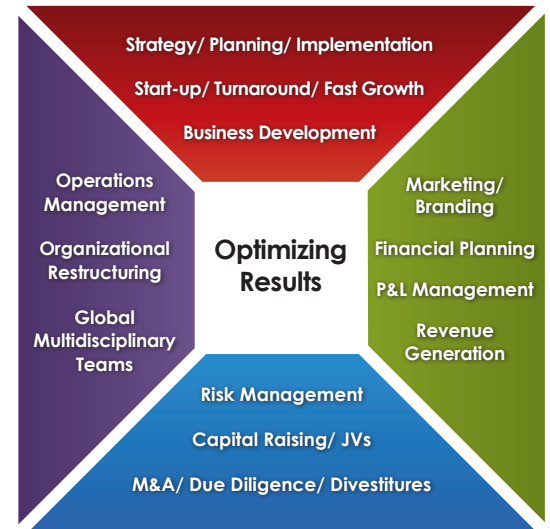 Strategy/ Planning/ Implementation
Start-up/ Turnaround/ Fast Growth
Business Development
Operations
Management
Organizational
Restructuring
Global
Multidisciplinary
Teams
Optimizing
Results
Marketing/
Branding
Financial Planning
P&L Management
Revenue
Generation
Risk Management
Capital Raising/ JVs
M&A/ Due Diligence/ Divestitures